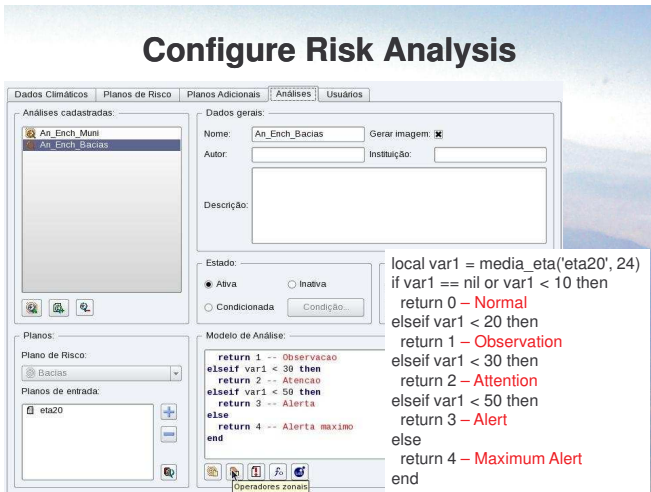 Configure Risk Analysis
Dados Climáticos Planos de Risco Planos Adicionais Análises Usuários
Análises cadastradas:
An_Ench_Muni
An_Ench_Bacias
Dados gerais:
Nome: An_Ench_Bacias Gerar imagem:
Autor: Instituição:
Descrição:
Estado:
Ativa Inativa
Condicionada Condição...
Planos:
Plano de Risco:
Bacias
Planos de entrada:
eta20
Modelo de Análise:
return 1 -- Observacao
elseif var1 < 30 then
return 2 -- Atencao
elseif var1 < 50 then
return 3 -- Alerta
else
return 4 -- Alerta maximo
end
Operadores zonais
local var1 = media_eta('eta20', 24)
if var1 == nil or var1 < 10 then
return 0 – Normal
elseif var1 < 20 then
return 1 – Observation
elseif var1 < 30 then
return 2 – Attention
elseif var1 < 50 then
return 3 – Alert
else
return 4 – Maximum Alert
end